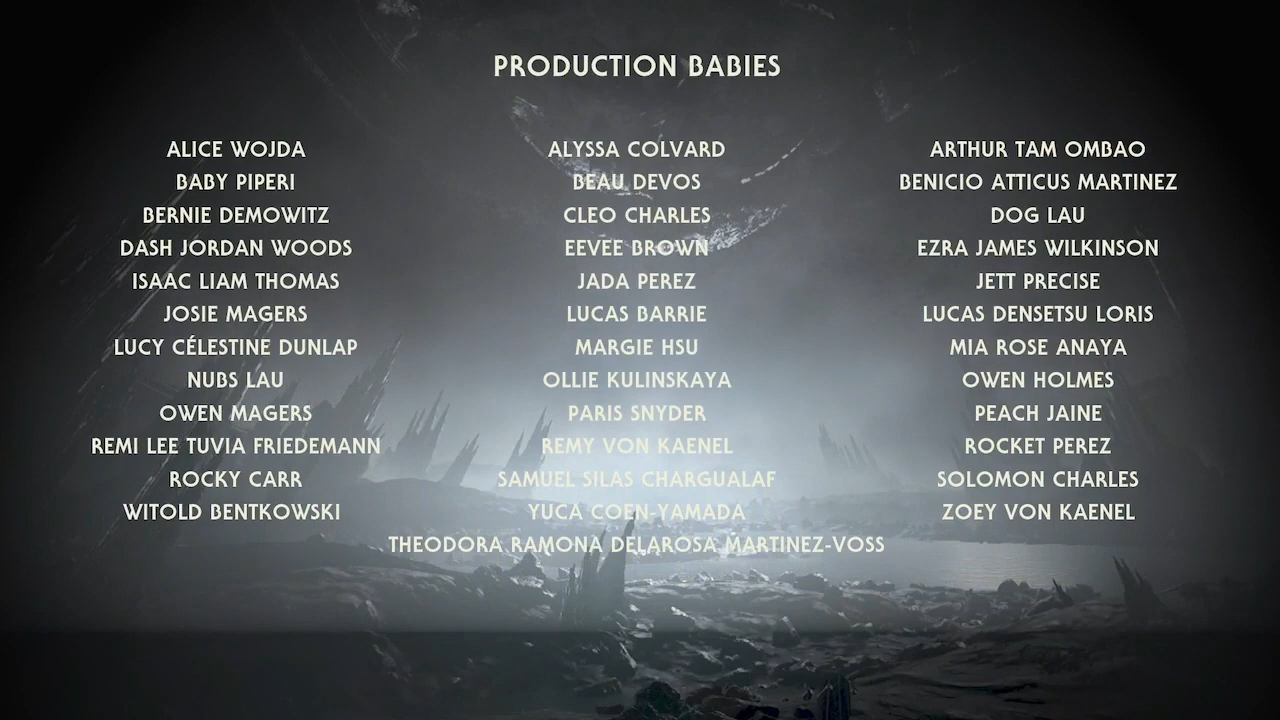 PRODUCTION BABIES
ALICE WOJDA ALYSSA COLVARD ARTHUR TAM OMBAO
BABY PIPERI BEAU DEVOS BENICIO ATTICUS MARTINEZ
BERNIE DEMOWITZ CLEO CHARLES DOG LAU
DASH JORDAN WOODS EEVEE BROWN EZRA JAMES WILKINSON
ISAAC LIAM THOMAS JADA PEREZ JETT PRECISE
JOSIE MAGERS LUCAS BARRIE LUCAS DENSETSU LORIS
LUCY CÉLESTINE DUNLAP MARGIE HSU MIA ROSE ANAYA
NUBS LAU OLLIE KULINSKAYA OWEN HOLMES
OWEN MAGERS PARIS SNYDER PEACH JAINE
REMI LEE TUVIA FRIEDEMANN REMY VON KAENEL ROCKET PEREZ
ROCKY CARR SAMUEL SILAS CHARGUALAF SOLOMON CHARLES
WITOLD BENTKOWSKI YUCA COEN-YAMADA ZOEY VON KAENEL
THEODORA RAMONA DELAROSA MARTINEZ-VOSS